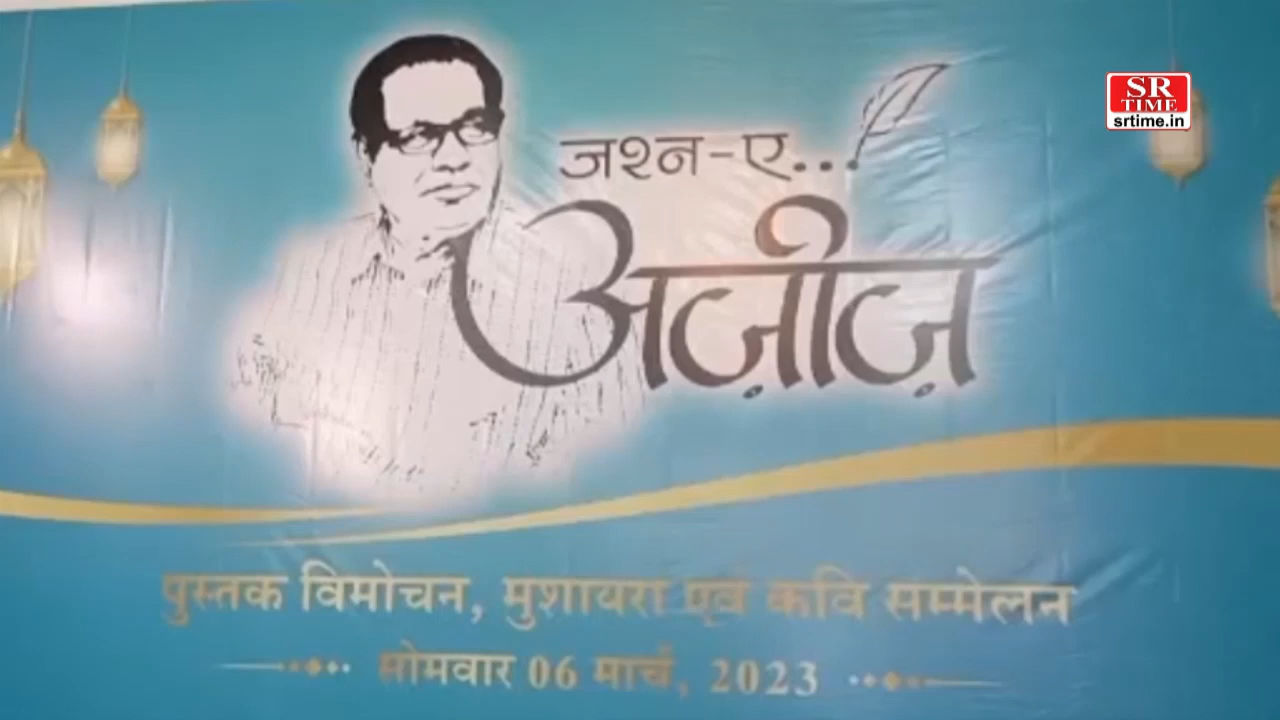 SR
TIME
srtime.in
जश्न-ए...
अज़ीज़
पुस्तक विमोचन, मुशायरा एवं कवि सम्मेलन
सोमवार 06 मार्च, 2023